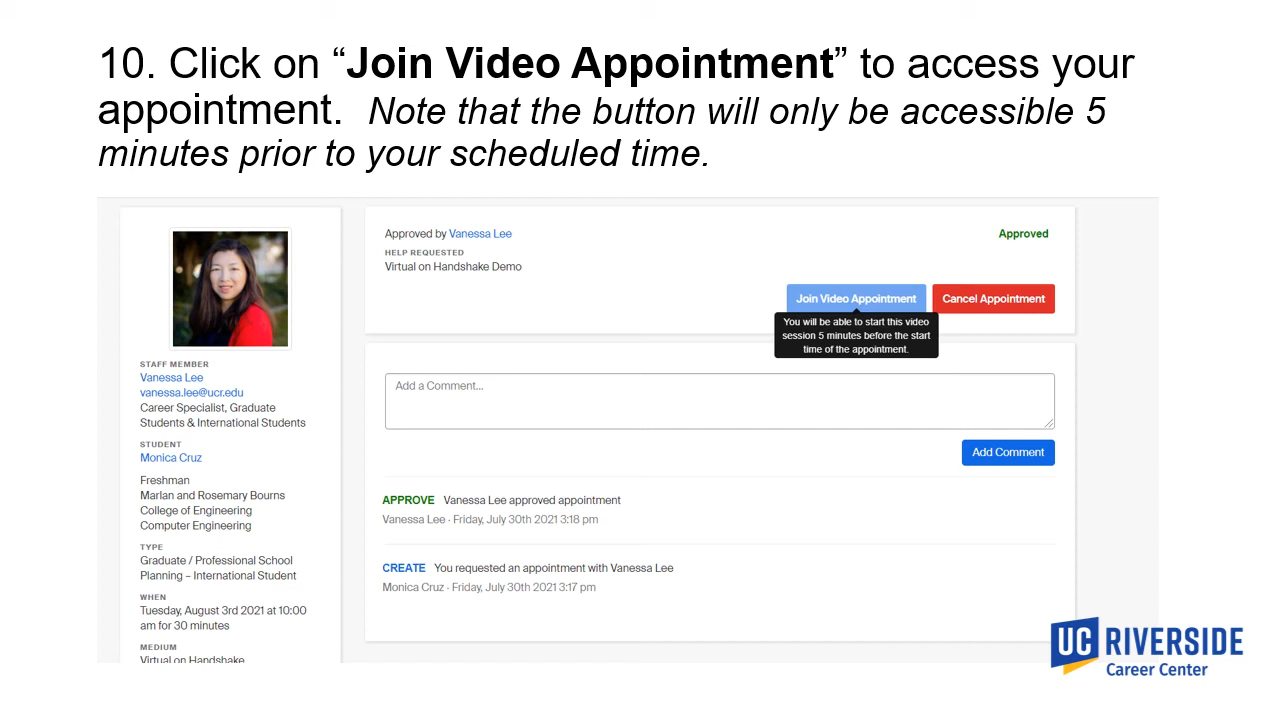 10. Click on “Join Video Appointment” to access your
appointment. Note that the button will only be accessible 5
minutes prior to your scheduled time.
STAFF MEMBER
Vanessa Lee
vanessa.lee@ucr.edu
Career Specialist, Graduate
Students & International Students
STUDENT
Monica Cruz
Freshman
Marlan and Rosemary Bourns
College of Engineering
Computer Engineering
TYPE
Graduate / Professional School
Planning – International Student
WHEN
Tuesday, August 3rd 2021 at 10:00
am for 30 minutes
MEDIUM
Virtual on Handshake
Approved by Vanessa Lee
Approved
HELP REQUESTED
Virtual on Handshake Demo
Join Video Appointment
Cancel Appointment
You will be able to start this video
session 5 minutes before the start
time of the appointment.
Add a Comment...
Add Comment
APPROVE Vanessa Lee approved appointment
Vanessa Lee · Friday, July 30th 2021 3:18 pm
CREATE You requested an appointment with Vanessa Lee
Monica Cruz · Friday, July 30th 2021 3:17 pm
UC RIVERSIDE
Career Center